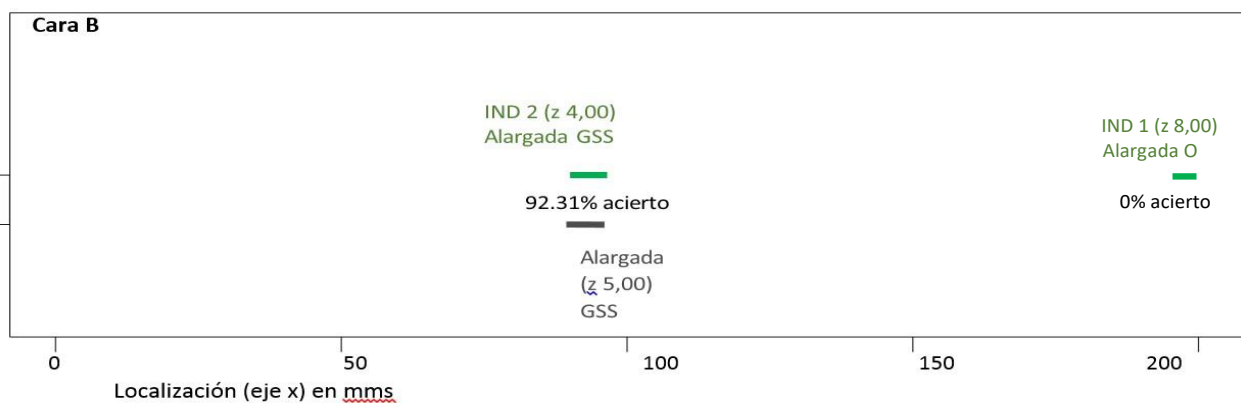 Cara B
IND 2 (z 4,00)
Alargada GSS
IND 1 (z 8,00)
Alargada O
92.31% acierto
0% acierto
Alargada
(z 5,00)
GSS
0 50 100 150 200
Localización (eje x) en mms